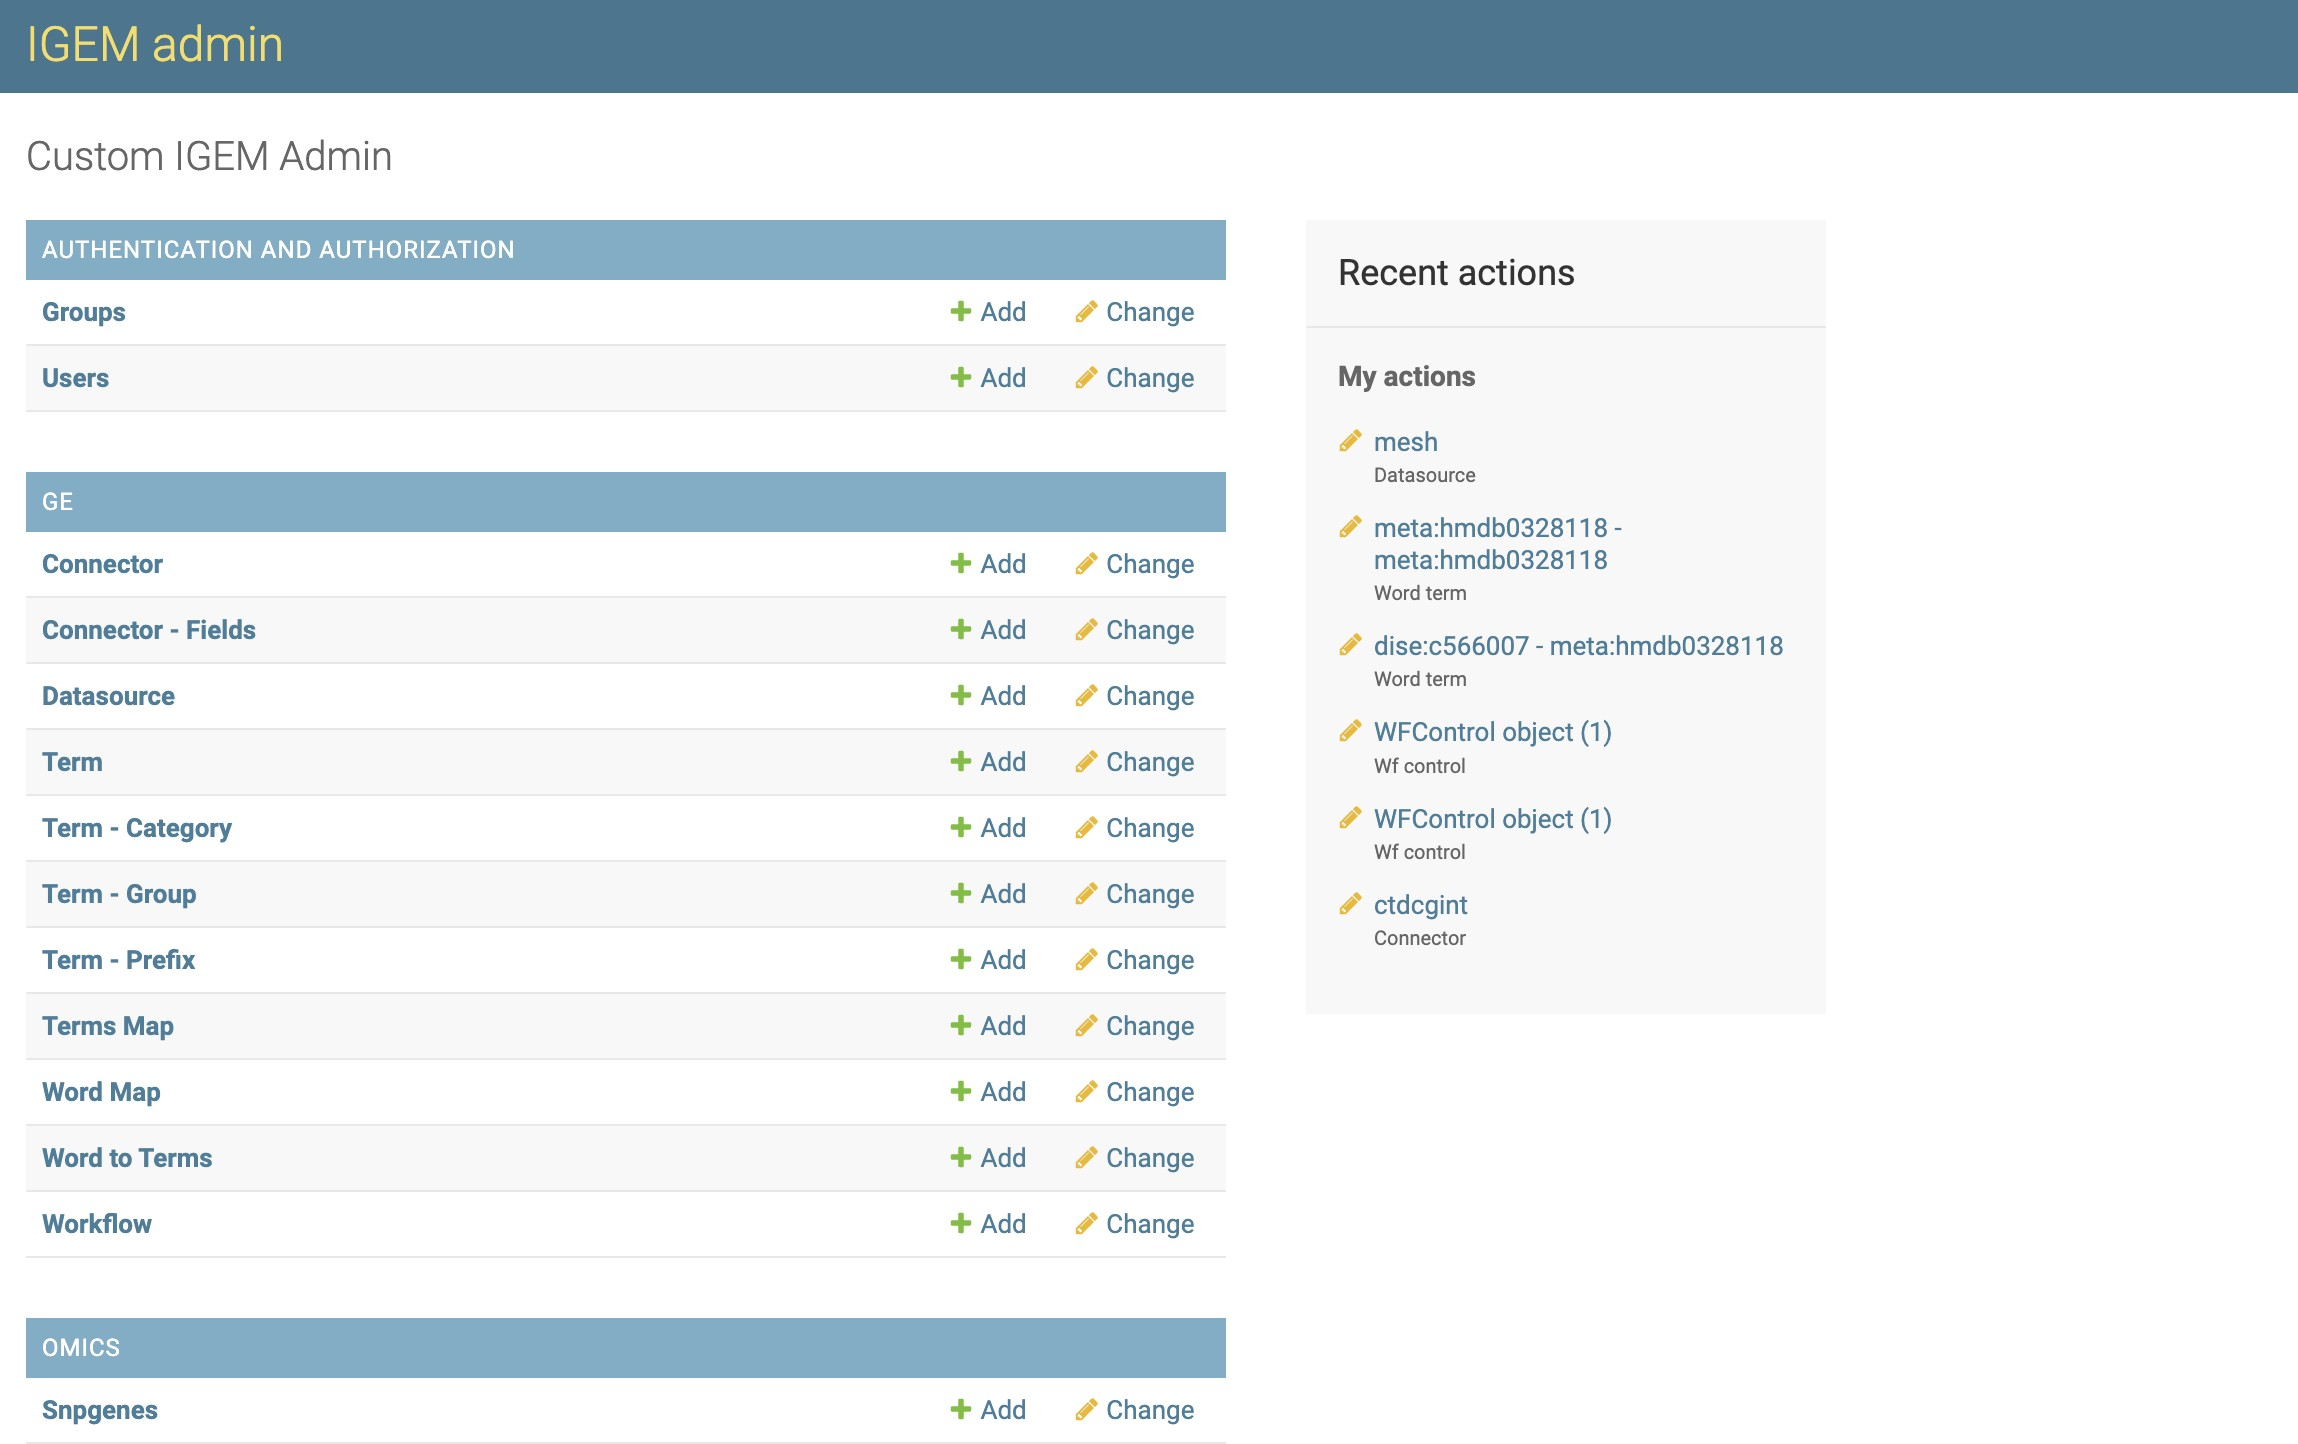 IGEM admin
Custom IGEM Admin
AUTHENTICATION AND AUTHORIZATION
Groups Add Change
Users Add Change
GE
Connector Add Change
Connector - Fields Add Change
Datasource Add Change
Term Add Change
Term - Category Add Change
Term - Group Add Change
Term - Prefix Add Change
Terms Map Add Change
Word Map Add Change
Word to Terms Add Change
Workflow Add Change
OMICS
Snpgenes Add Change
Recent actions
My actions
mesh
Datasource
meta:hmdb0328118 -
meta:hmdb0328118
Word term
dise:c566007 - meta:hmdb0328118
Word term
WFControl object (1)
Wf control
WFControl object (1)
Wf control
ctdcgint
Connector